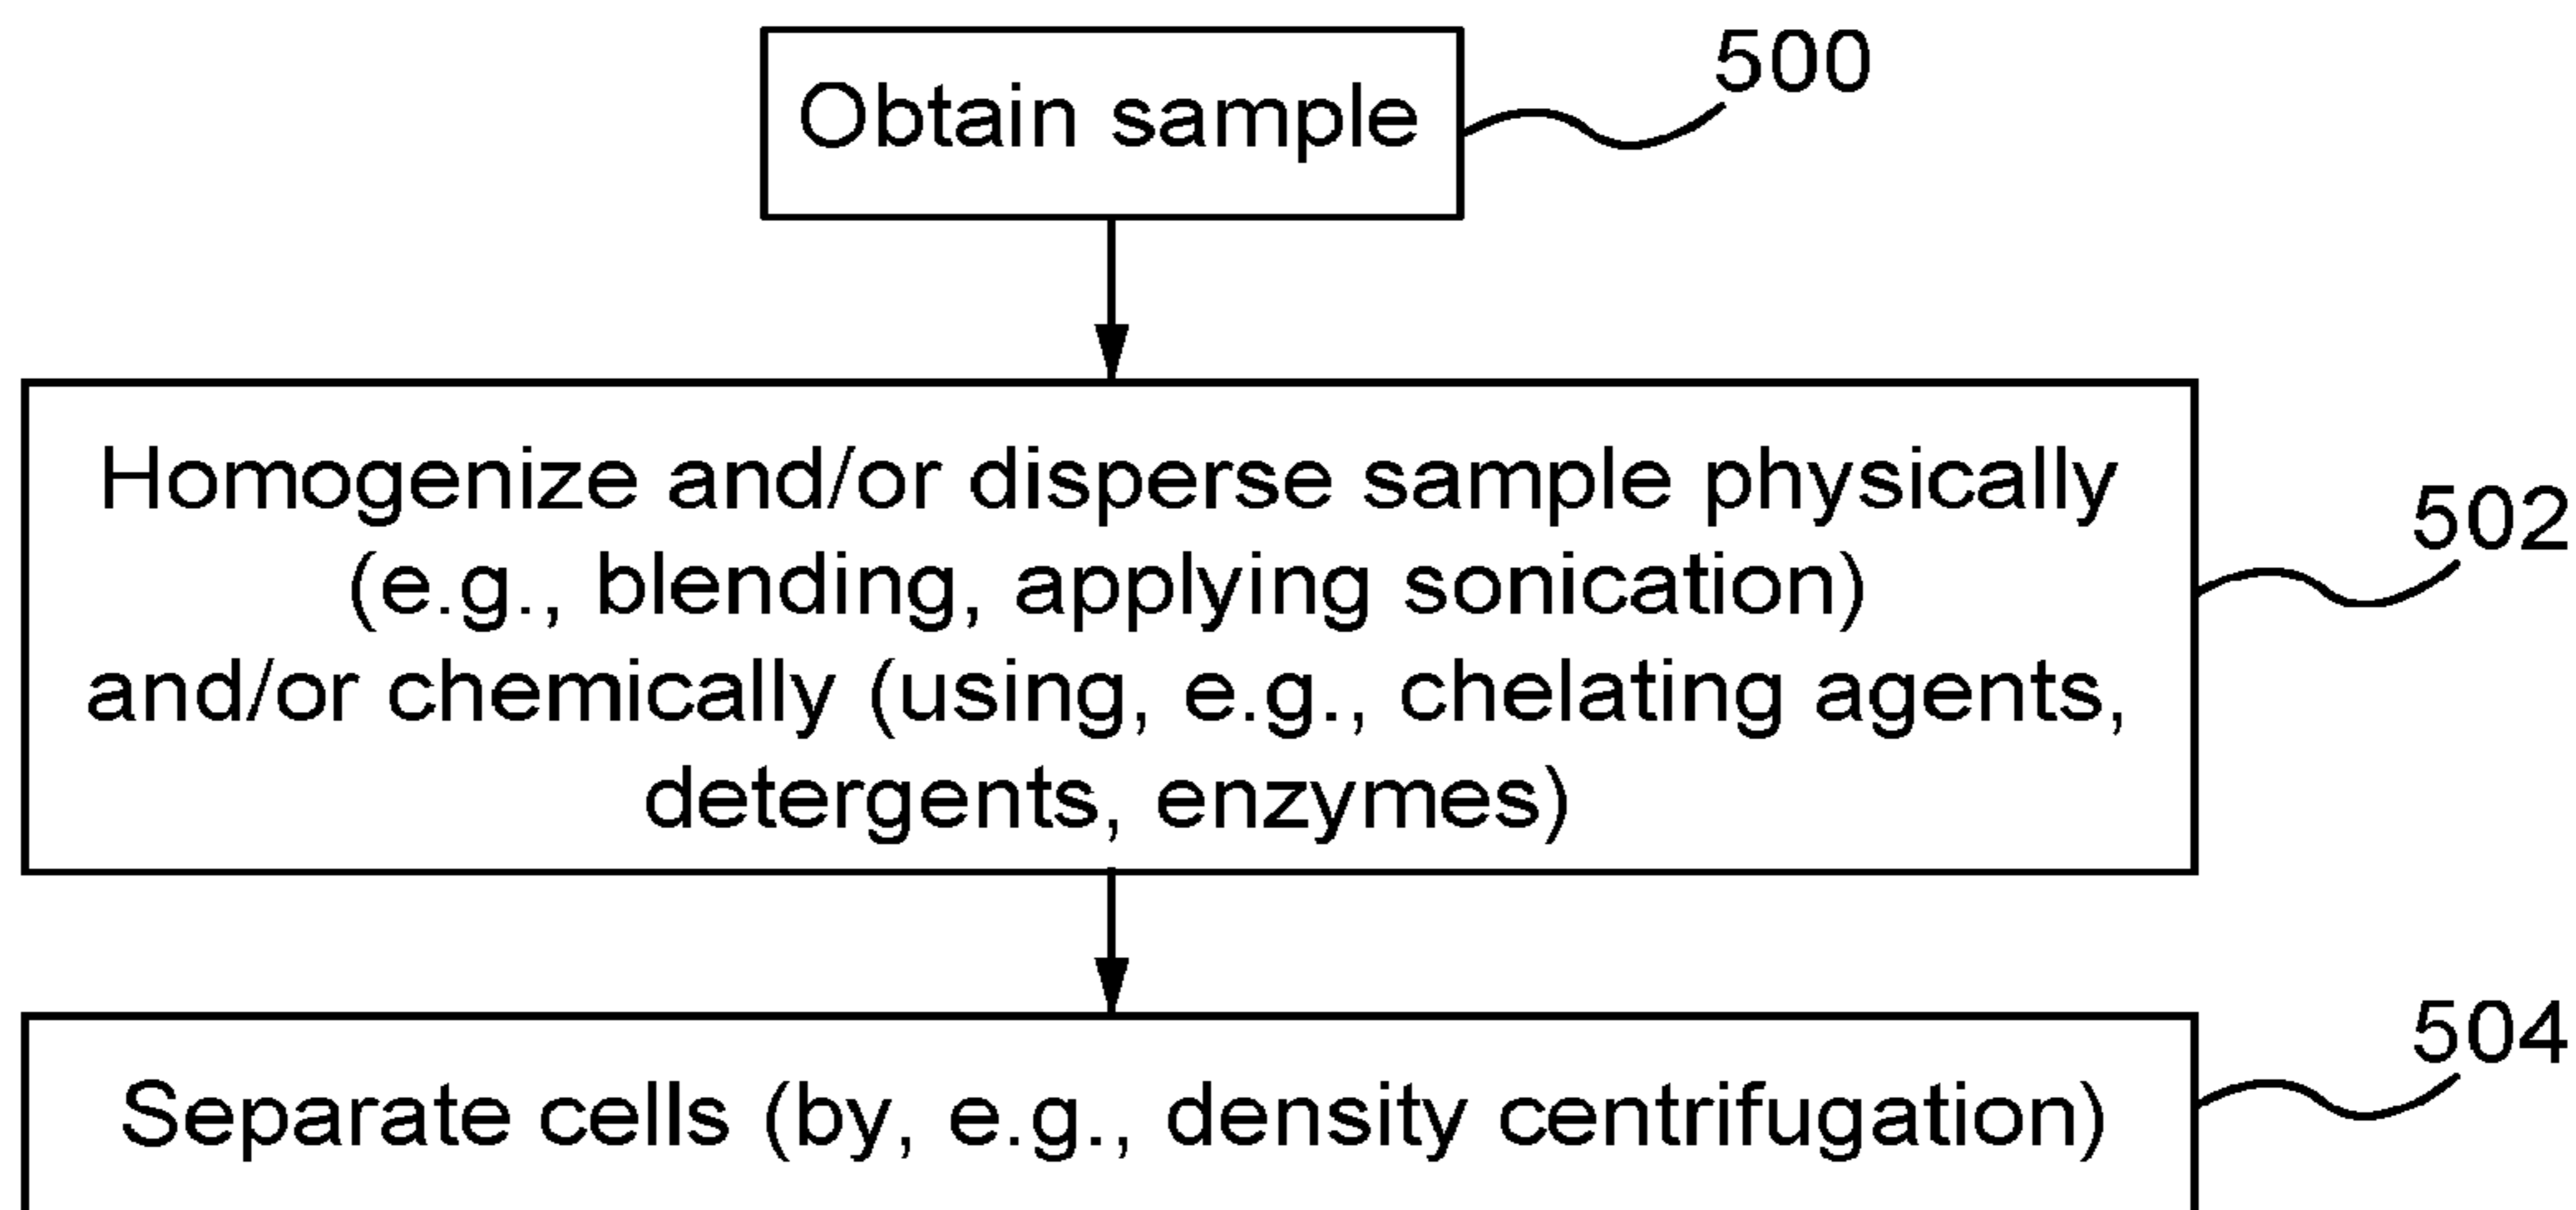 Obtain sample
500
Homogenize and/or disperse sample physically
(e.g., blending, applying sonication)
and/or chemically (using, e.g., chelating agents,
detergents, enzymes)
502
Separate cells (by, e.g., density centrifugation)
504